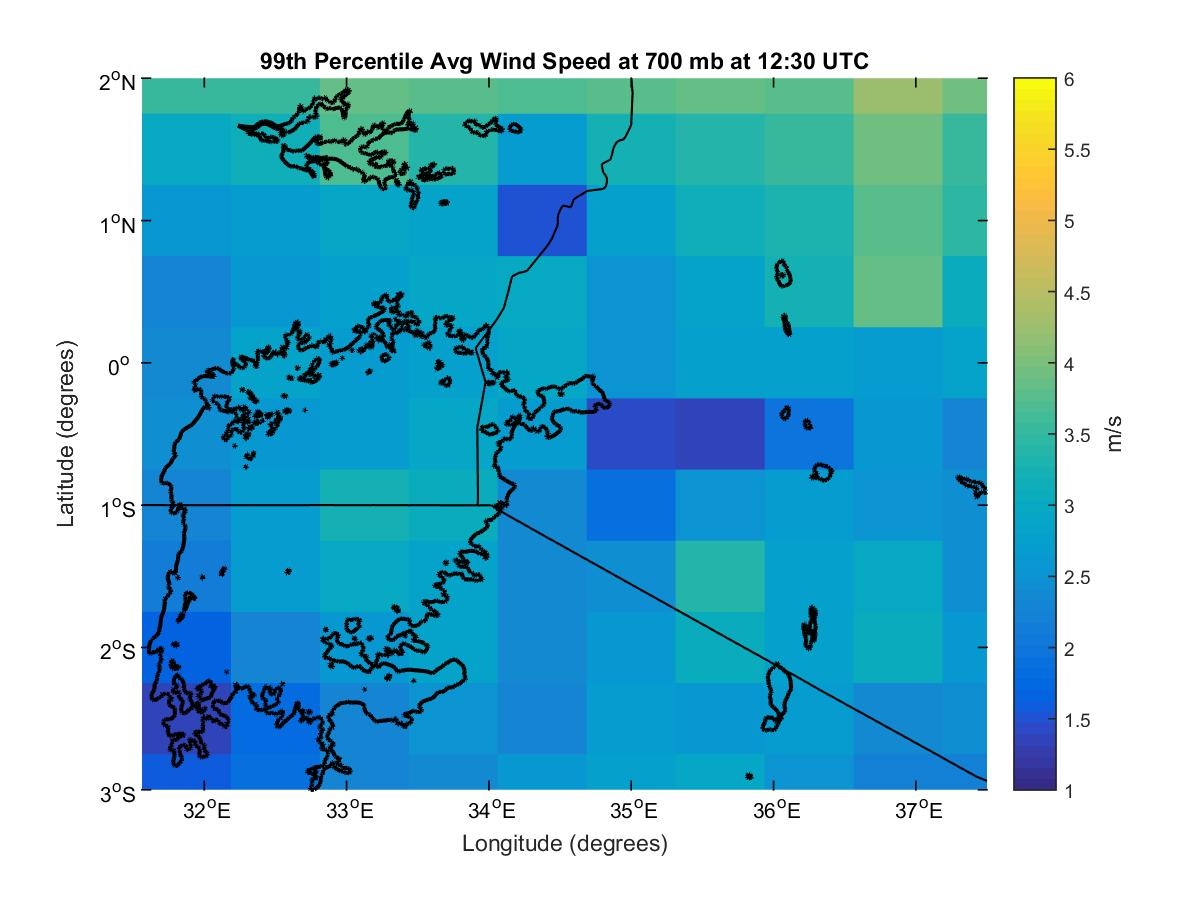 99th Percentile Avg Wind Speed at 700 mb at 12:30 UTC
2°N
1°N
0°
1°S
2°S
3°S
Latitude (degrees)
32°E 33°E 34°E 35°E 36°E 37°E
Longitude (degrees)
6
5.5
5
4.5
4
3.5
3
2.5
2
1.5
1
m/s